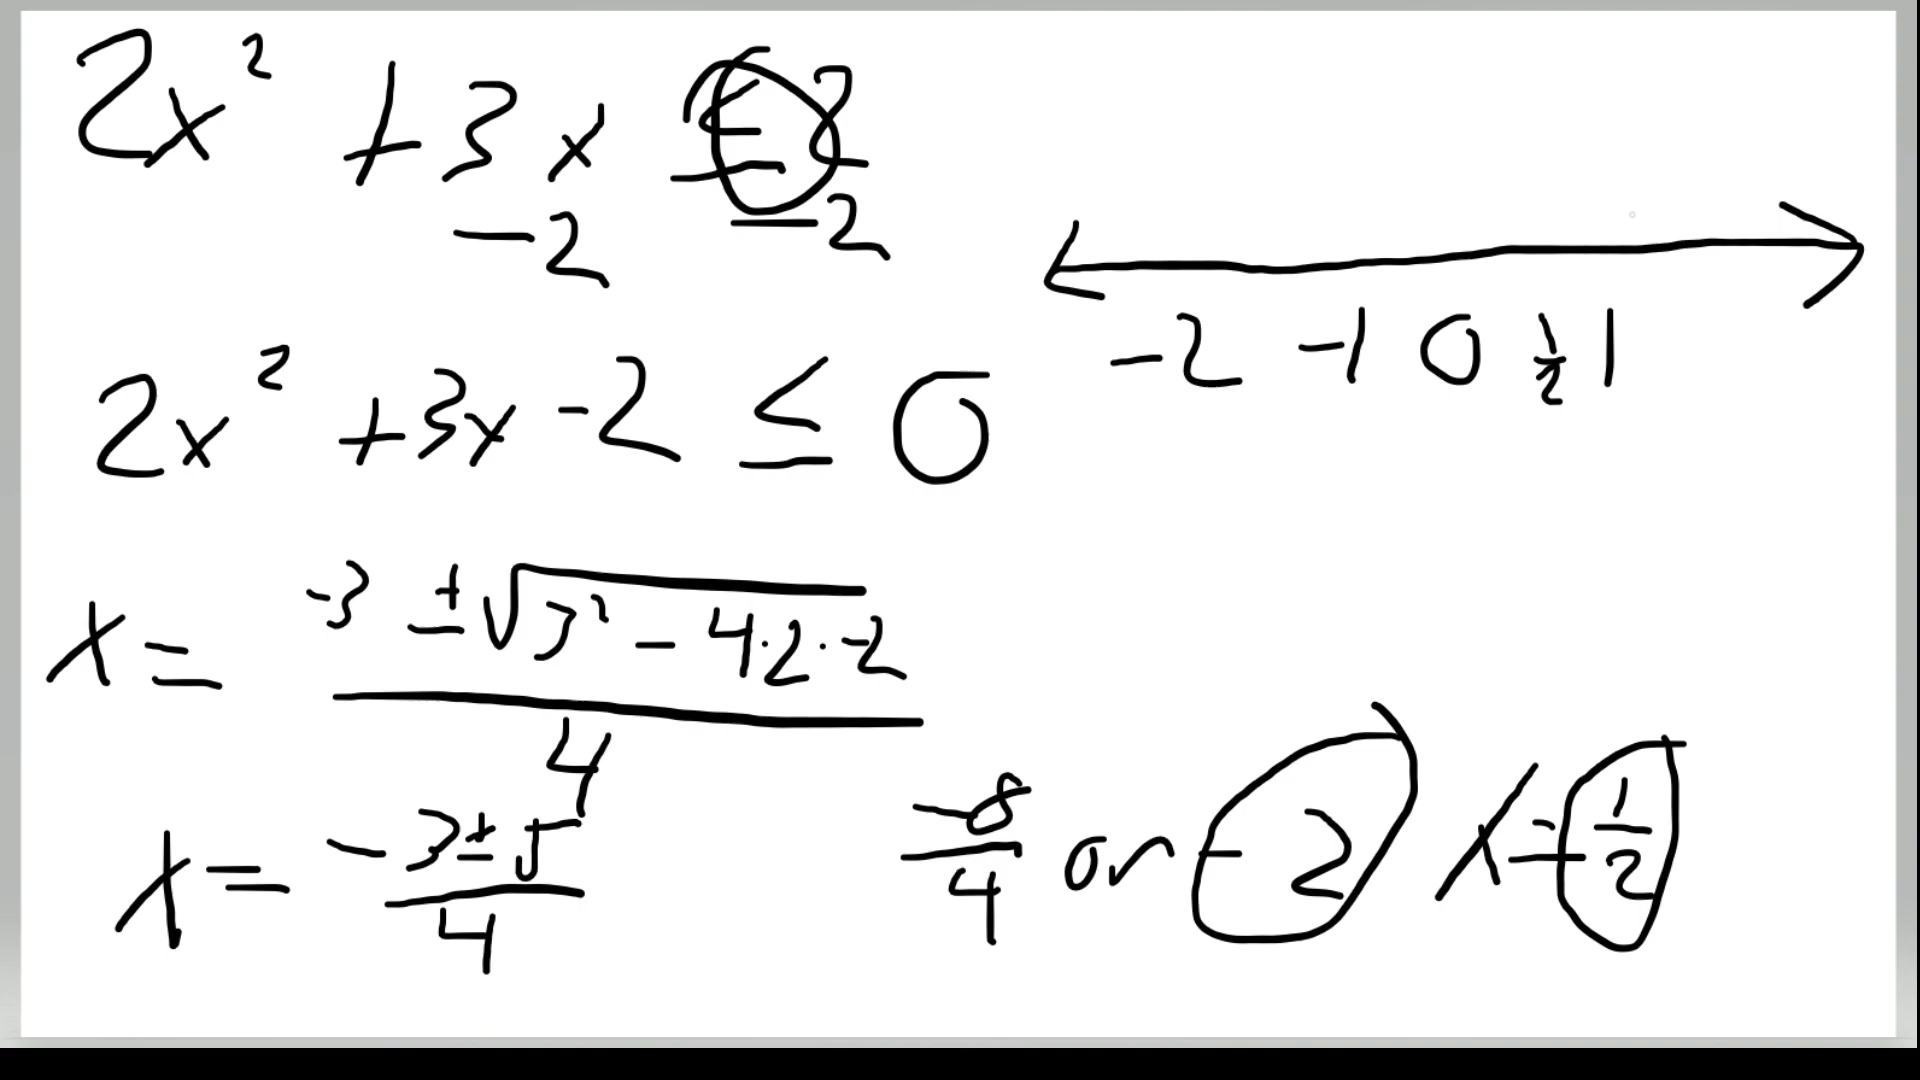 2x² + 3x ≤ 2
-2 -2
-2 -1 0 1/2 1
2x² + 3x - 2 ≤ 0
x = (-3 ± √(3² - 4·2·-2))/4
x = (-3 ± 5)/4 -8/4 or -2 x = 1/2